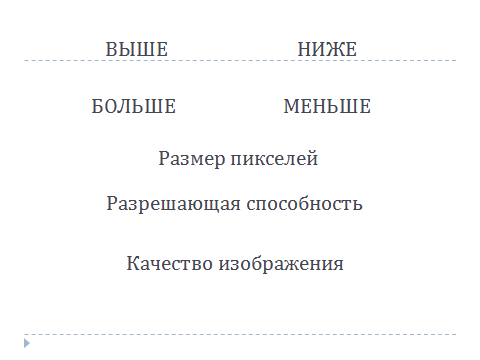 ВЫШЕ НИЖЕ
БОЛЬШЕ МЕНЬШЕ
Размер пикселей
Разрешающая способность
Качество изображения